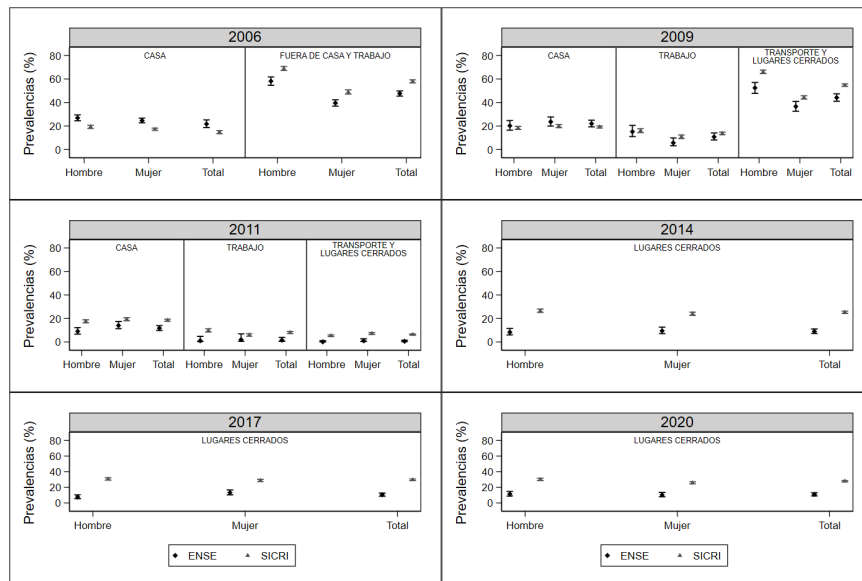 2006
CASA
FUERA DE CASA Y TRABAJO
Prevalencias (%)
80
60
40
20
0
Hombre Mujer Total Hombre Mujer Total
2009
CASA
TRABAJO
TRANSPORTE Y
LUGARES CERRADOS
Prevalencias (%)
80
60
40
20
0
Hombre Mujer Total Hombre Mujer Total Hombre Mujer Total
2011
CASA
TRABAJO
TRANSPORTE Y
LUGARES CERRADOS
Prevalencias (%)
80
60
40
20
0
Hombre Mujer Total Hombre Mujer Total Hombre Mujer Total
2014
LUGARES CERRADOS
Prevalencias (%)
80
60
40
20
0
Hombre Mujer Total
2017
LUGARES CERRADOS
Prevalencias (%)
80
60
40
20
0
Hombre Mujer Total
ENSE SICRI
2020
LUGARES CERRADOS
Prevalencias (%)
80
60
40
20
0
Hombre Mujer Total
ENSE SICRI